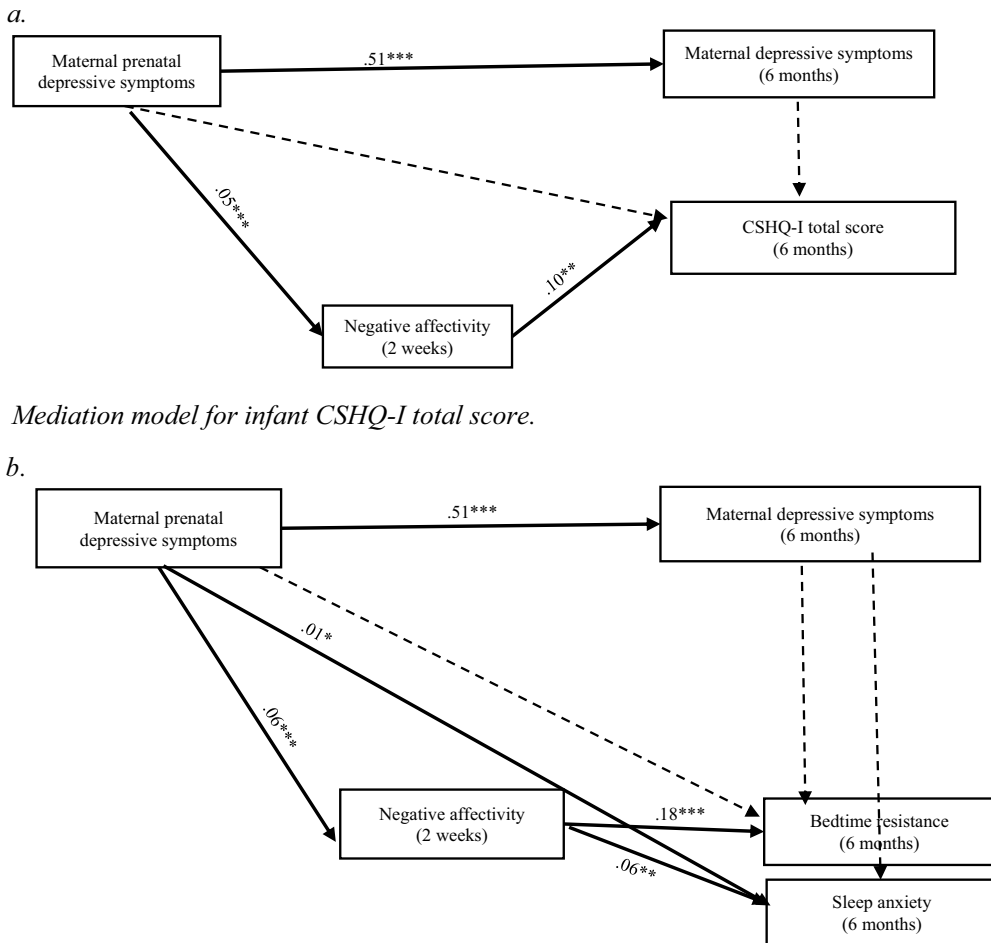 a.
Maternal prenatal
depressive symptoms
.51***
Maternal depressive symptoms
(6 months)
.05***
CSHQ-I total score
(6 months)
.10**
Negative affectivity
(2 weeks)
Mediation model for infant CSHQ-I total score.
b.
Maternal prenatal
depressive symptoms
.51***
Maternal depressive symptoms
(6 months)
.01*
.06***
Negative affectivity
(2 weeks)
.18***
Bedtime resistance
(6 months)
.06**
Sleep anxiety
(6 months)